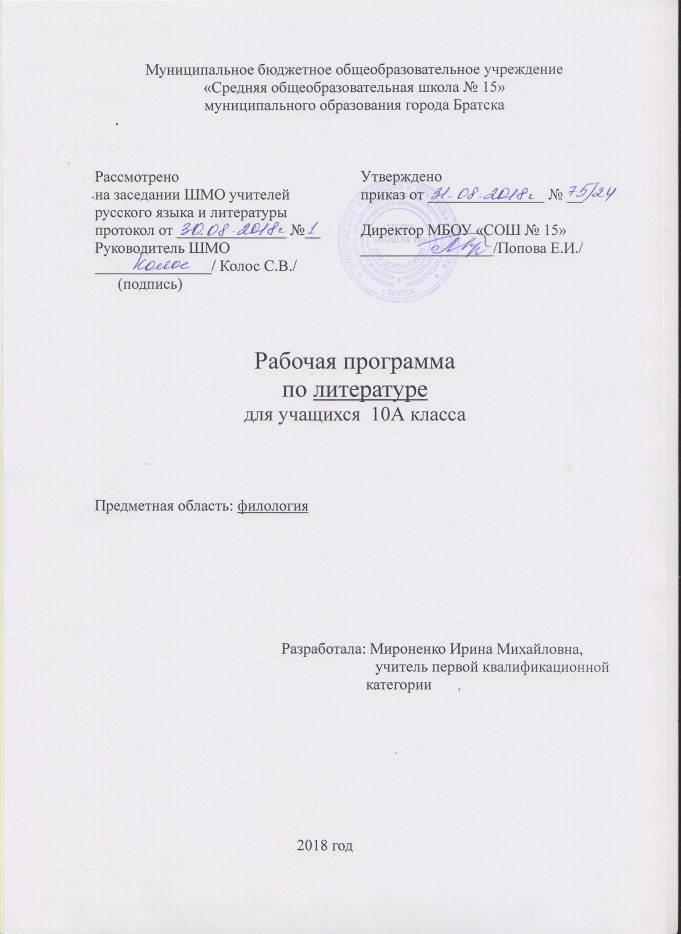 Муниципальное бюджетное общеобразовательное учреждение
«Средняя общеобразовательная школа № 15»
муниципального образования города Братска
Рассмотрено
на заседании ШМО учителей
русского языка и литературы
протокол от 30.08.2018г №1
Руководитель ШМО
Колос / Колос С.В./
(подпись)
Утверждено
приказ от 31.08.2018г № 75/24
Директор МБОУ «СОШ № 15»
/Попова Е.И./
Рабочая программа
по литературе
для учащихся 10А класса
Предметная область: филология
Разработала: Мироненко Ирина Михайловна,
учитель первой квалификационной
категории
2018 год